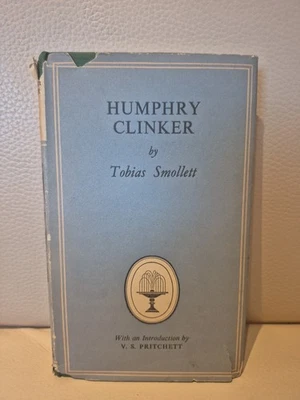 HUMPHRY
CLINKER
by
Tobias Smollett
With an Introduction by
V. S. PRITCHETT